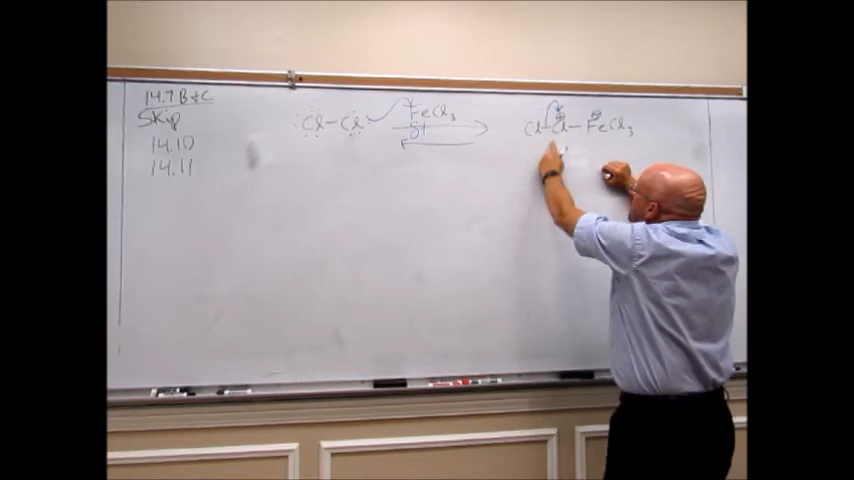 14.7 B+C
Skip
14.10
14.11
Cl—Cl
FeCl3
δ+
Cl—Cl—FeCl3
⊕ ⊖